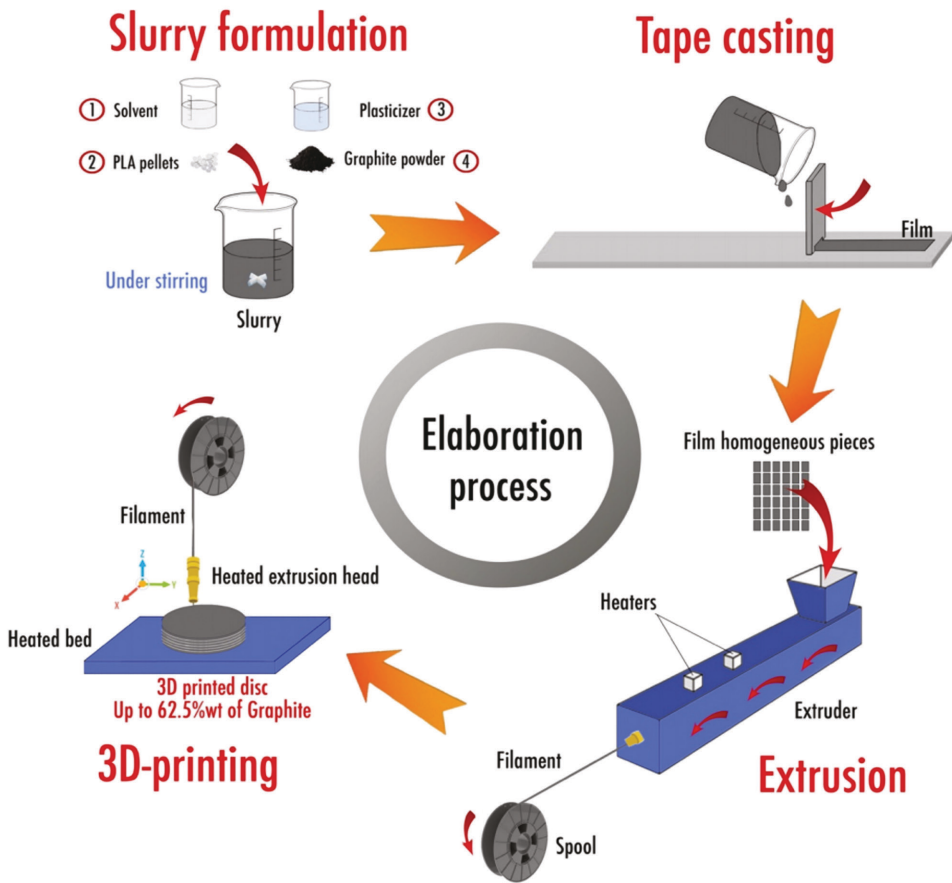 Slurry formulation
1 Solvent
Plasticizer 3
2 PLA pellets
Graphite powder 4
Under stirring
Slurry
Tape casting
Film
Elaboration
process
Film homogeneous pieces
Heaters
Extruder
Filament
Spool
Extrusion
Filament
Z
Y
X
Heated extrusion head
Heated bed
3D printed disc
Up to 62.5%wt of Graphite
3D-printing